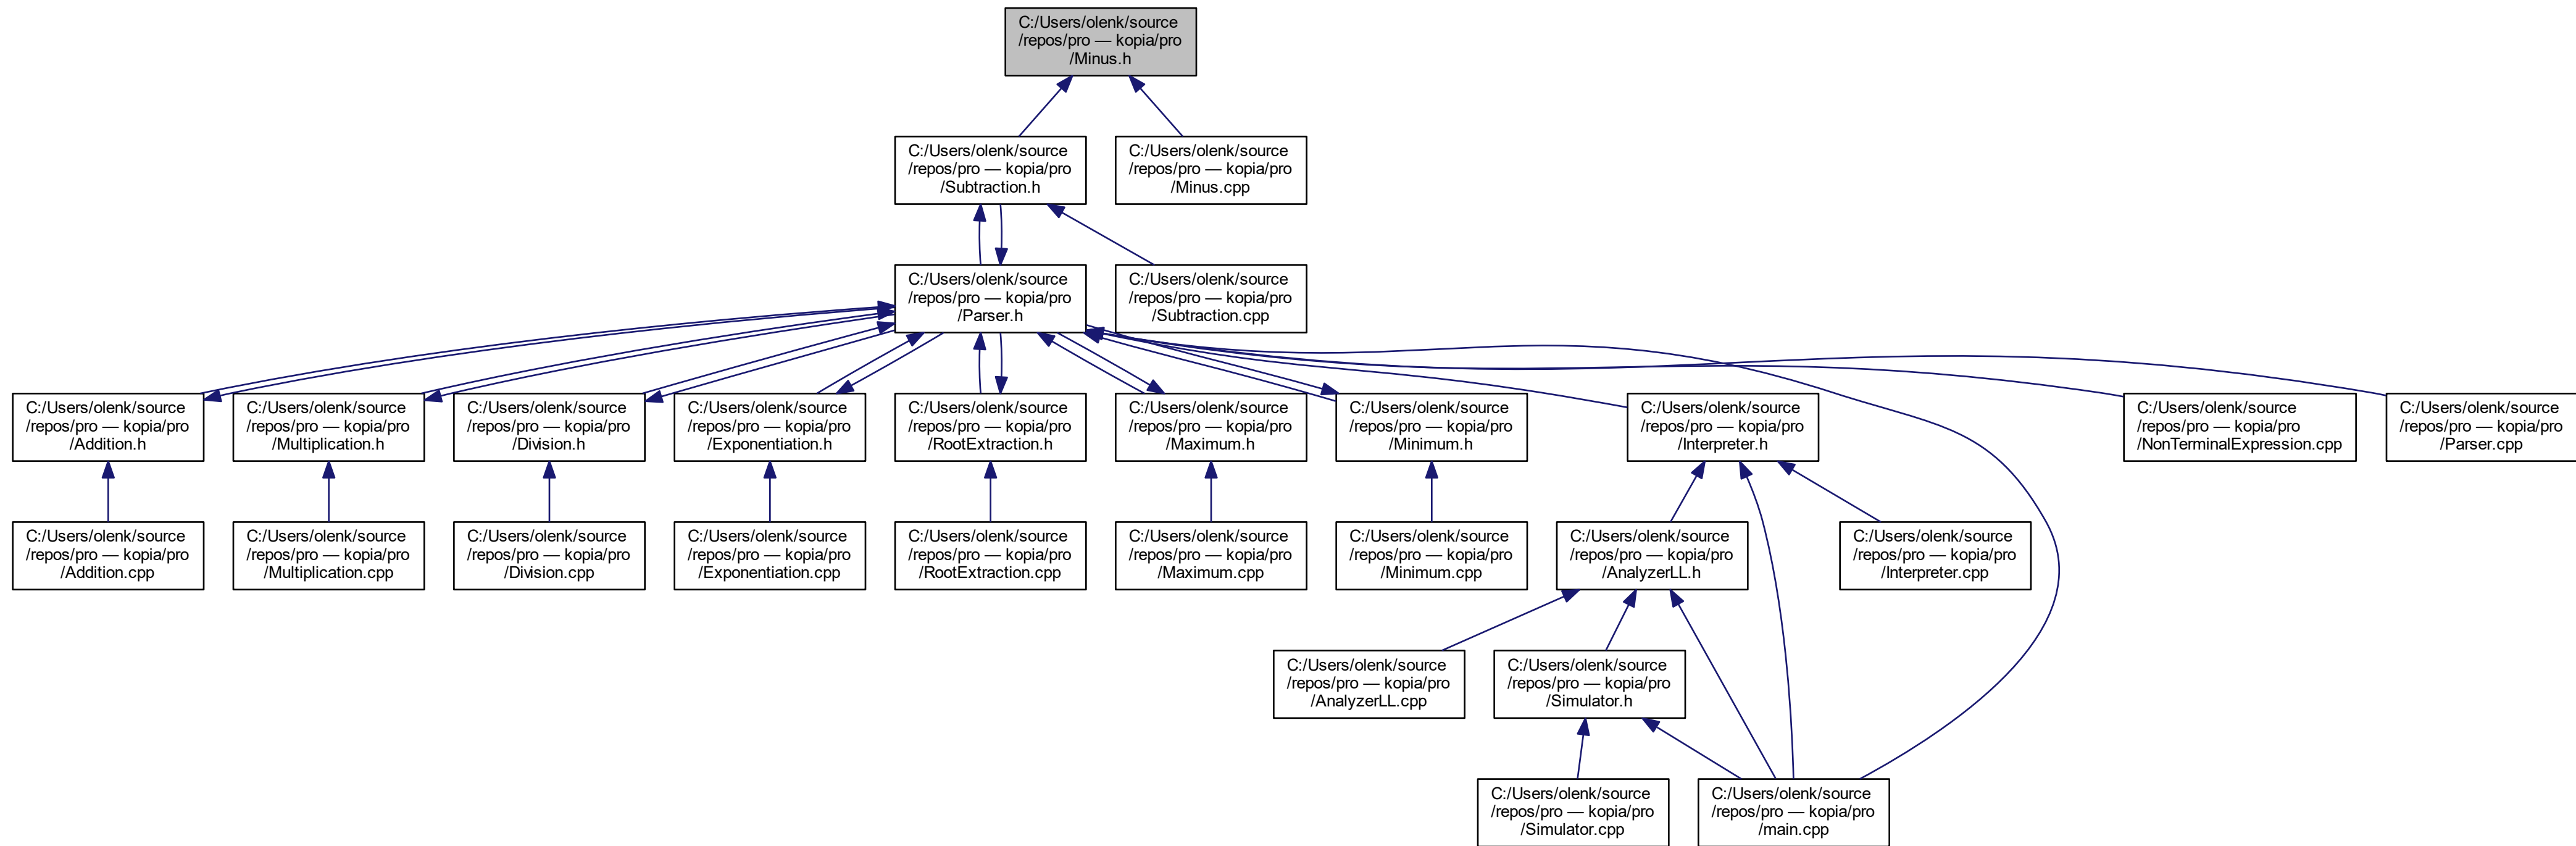 C:/Users/olenk/source
/repos/pro — kopia/pro
/Minus.h
C:/Users/olenk/source
/repos/pro — kopia/pro
/Subtraction.h
C:/Users/olenk/source
/repos/pro — kopia/pro
/Minus.cpp
C:/Users/olenk/source
/repos/pro — kopia/pro
/Parser.h
C:/Users/olenk/source
/repos/pro — kopia/pro
/Subtraction.cpp
C:/Users/olenk/source
/repos/pro — kopia/pro
/Addition.h
C:/Users/olenk/source
/repos/pro — kopia/pro
/Multiplication.h
C:/Users/olenk/source
/repos/pro — kopia/pro
/Division.h
C:/Users/olenk/source
/repos/pro — kopia/pro
/Exponentiation.h
C:/Users/olenk/source
/repos/pro — kopia/pro
/RootExtraction.h
C:/Users/olenk/source
/repos/pro — kopia/pro
/Maximum.h
C:/Users/olenk/source
/repos/pro — kopia/pro
/Minimum.h
C:/Users/olenk/source
/repos/pro — kopia/pro
/Interpreter.h
C:/Users/olenk/source
/repos/pro — kopia/pro
/NonTerminalExpression.cpp
C:/Users/olenk/source
/repos/pro — kopia/pro
/Parser.cpp
C:/Users/olenk/source
/repos/pro — kopia/pro
/Addition.cpp
C:/Users/olenk/source
/repos/pro — kopia/pro
/Multiplication.cpp
C:/Users/olenk/source
/repos/pro — kopia/pro
/Division.cpp
C:/Users/olenk/source
/repos/pro — kopia/pro
/Exponentiation.cpp
C:/Users/olenk/source
/repos/pro — kopia/pro
/RootExtraction.cpp
C:/Users/olenk/source
/repos/pro — kopia/pro
/Maximum.cpp
C:/Users/olenk/source
/repos/pro — kopia/pro
/Minimum.cpp
C:/Users/olenk/source
/repos/pro — kopia/pro
/AnalyzerLL.h
C:/Users/olenk/source
/repos/pro — kopia/pro
/Interpreter.cpp
C:/Users/olenk/source
/repos/pro — kopia/pro
/AnalyzerLL.cpp
C:/Users/olenk/source
/repos/pro — kopia/pro
/Simulator.h
C:/Users/olenk/source
/repos/pro — kopia/pro
/Simulator.cpp
C:/Users/olenk/source
/repos/pro — kopia/pro
/main.cpp